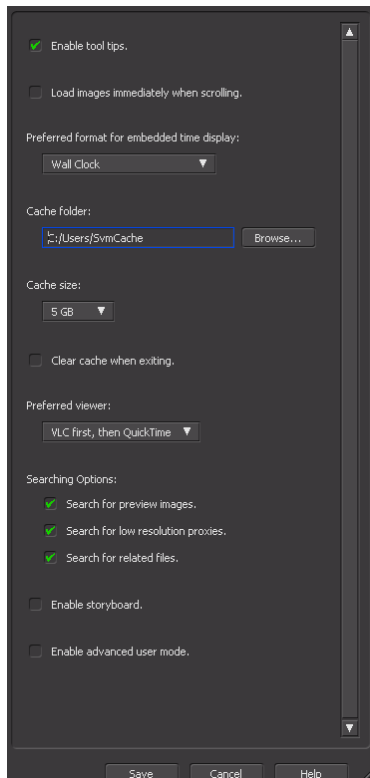 Enable tool tips.
Load images immediately when scrolling.
Preferred format for embedded time display:
Wall Clock
Cache folder:
C:/Users/SvmCache
Browse...
Cache size:
5 GB
Clear cache when exiting.
Preferred viewer:
VLC first, then QuickTime
Searching Options:
Search for preview images.
Search for low resolution proxies.
Search for related files.
Enable storyboard.
Enable advanced user mode.
Save Cancel Help